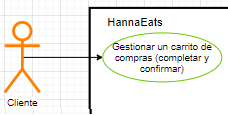 HannaEats
Gestionar un carrito de
compras (completar y
confirmar)
Cliente